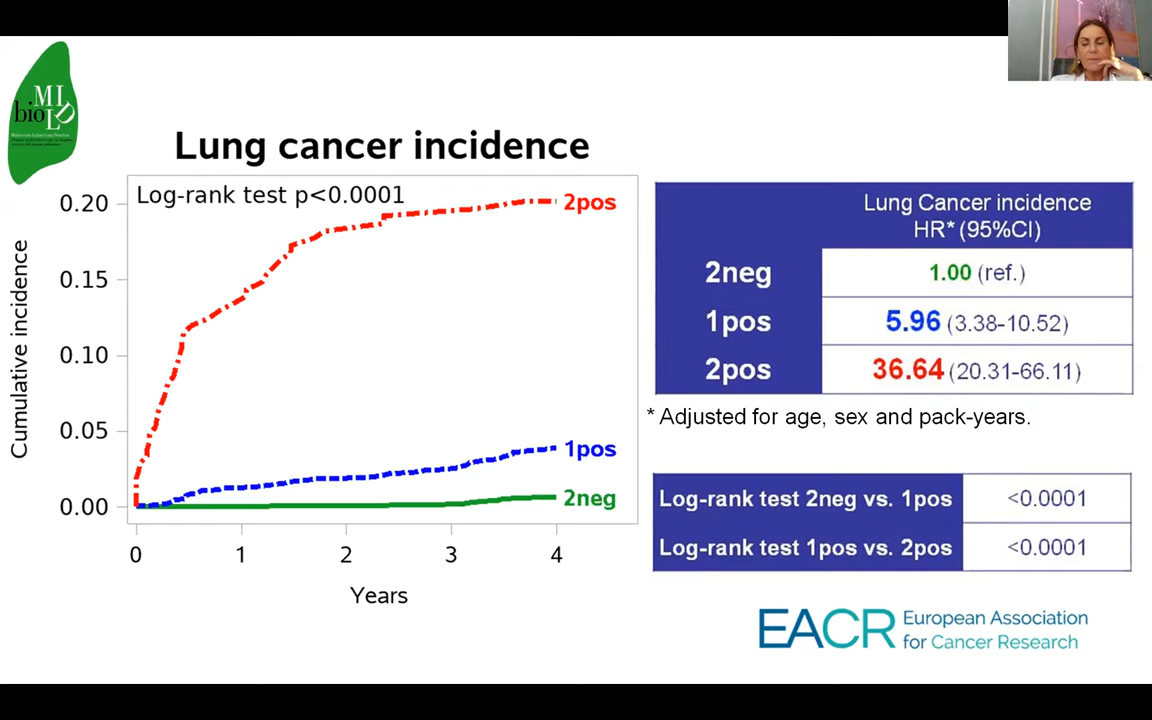 MILD
bio
Lung cancer incidence
Log-rank test p<0.0001
Cumulative incidence
0.20
0.15
0.10
0.05
0.00
2pos
1pos
2neg
0 1 2 3 4
Years
Lung Cancer incidence
HR* (95%CI)
2neg 1.00 (ref.)
1pos 5.96 (3.38-10.52)
2pos 36.64 (20.31-66.11)
* Adjusted for age, sex and pack-years.
Log-rank test 2neg vs. 1pos <0.0001
Log-rank test 1pos vs. 2pos <0.0001
EACR
European Association
for Cancer Research